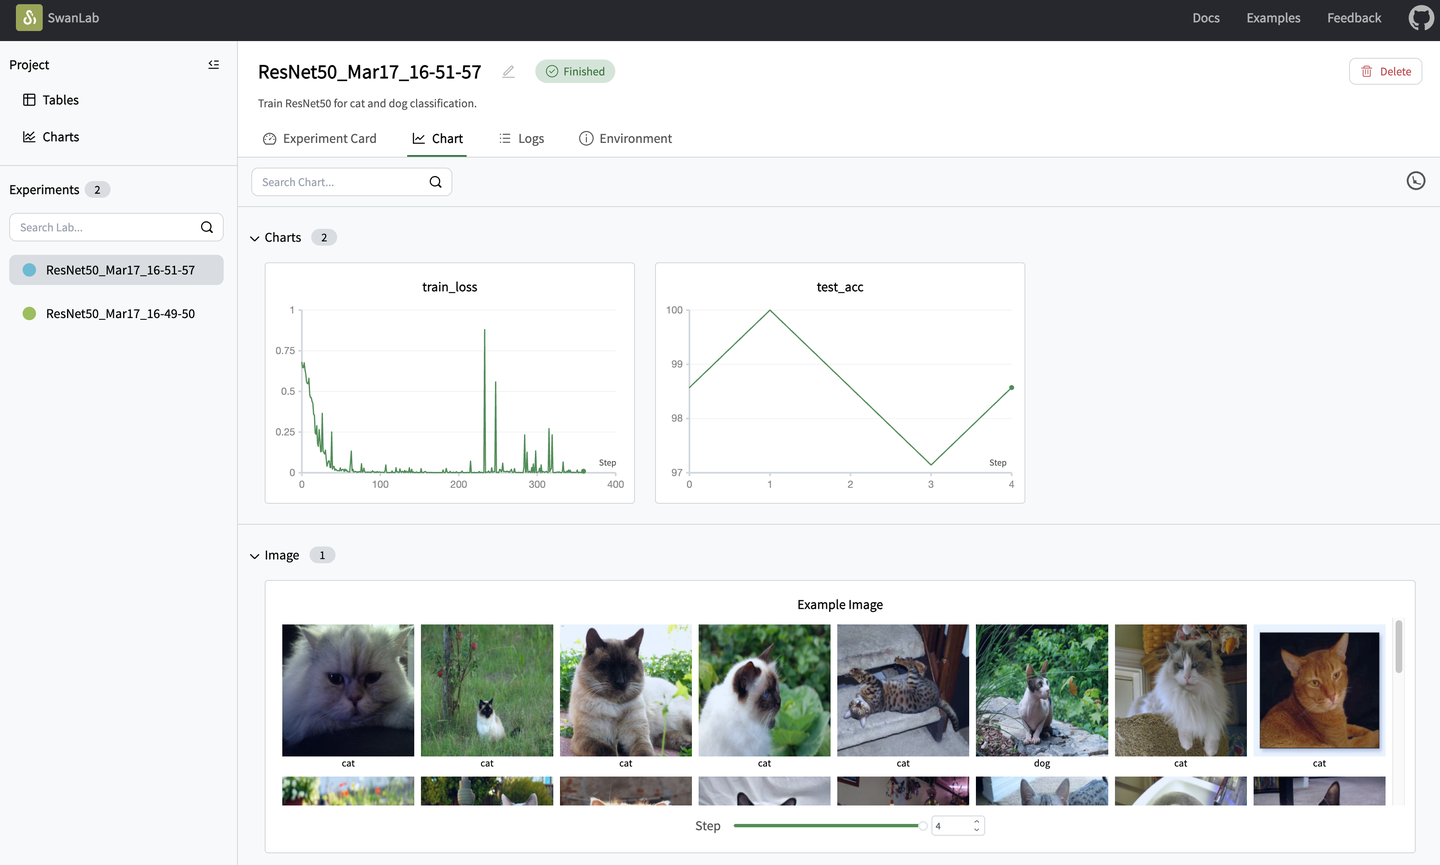 SwanLab
Docs Examples Feedback
Project
Tables
Charts
Experiments 2
Search Lab...
ResNet50_Mar17_16-51-57
ResNet50_Mar17_16-49-50
ResNet50_Mar17_16-51-57 Finished Delete
Train ResNet50 for cat and dog classification.
Experiment Card Chart Logs Environment
Search Chart...
Charts 2
train_loss
1
0.75
0.5
0.25
0
Step
0 100 200 300 400
test_acc
100
99
98
97
Step
0 1 2 3 4
Image 1
Example Image
cat cat cat cat cat dog cat cat
Step 4